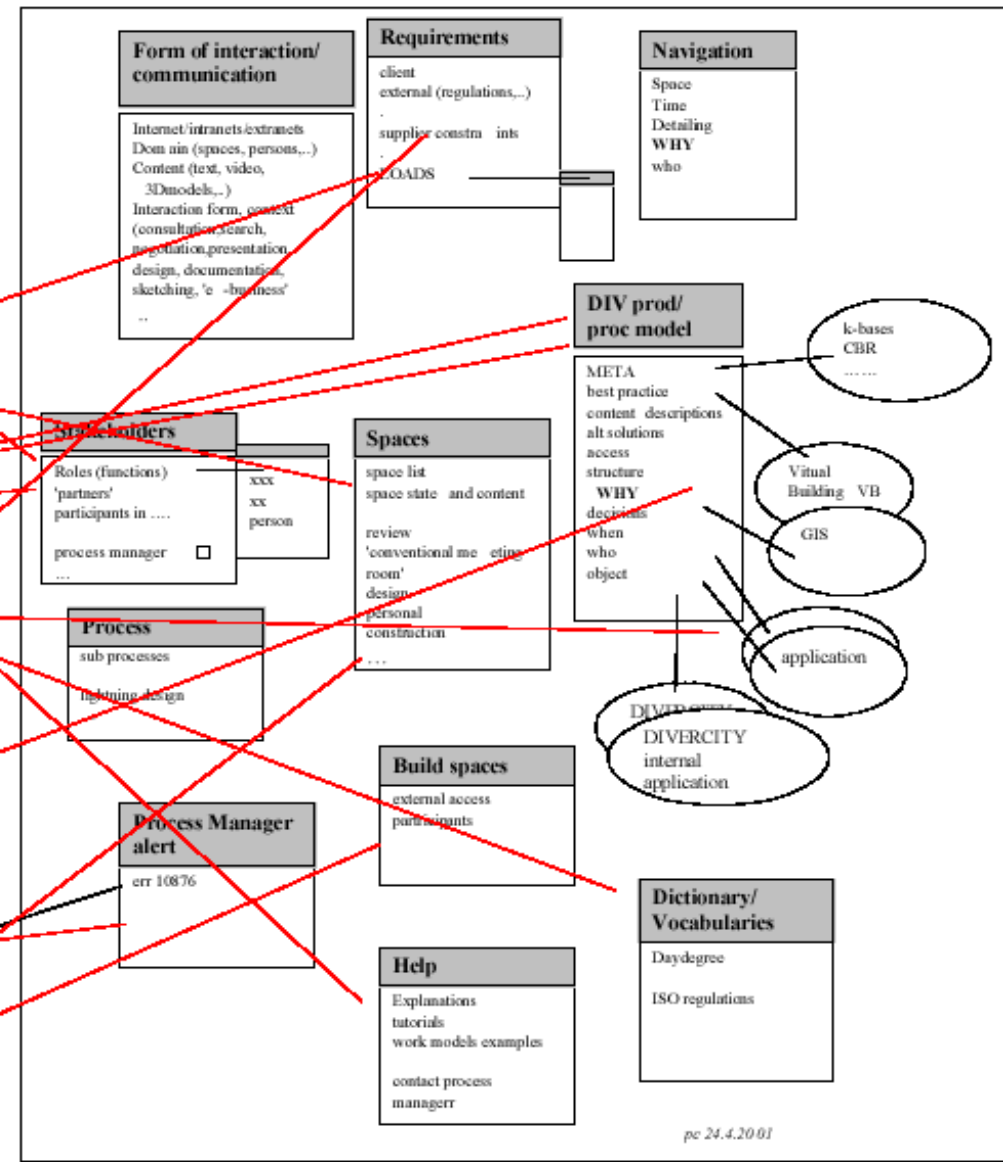 Form of interaction/
communication
Internet/intranets/extranets
Dom ain (spaces, persons,..)
Content (text, video,
3Dmodels,..)
Interaction form, context
(consultation,search,
negotiation,presentation,
design, documentation,
sketching, 'e -business'
..
Requirements
client
external (regulations,..)
.
supplier constra ints
.
LOADS
Navigation
Space
Time
Detailing
WHY
who
DIV prod/
proc model
META
best practice
content descriptions
alt solutions
access
structure
WHY
decisions
when
who
object
k-bases
CBR
... ...
Vitual
Building VB
GIS
application
DIVERCITY
DIVERCITY
internal
application
Stakeholders
Roles (functions)
'partners'
participants in ....
process manager
...
xxx
xx
person
Spaces
space list
space state and content
review
'conventional me eting
room'
design
personal
construction
...
Process
sub processes
lightning design
Build spaces
external access
partricipants
Process Manager
alert
err 10876
Dictionary/
Vocabularies
Daydegree
ISO regulations
Help
Explanations
tutorials
work models examples
contact process
managerr
pc 24.4.20 01